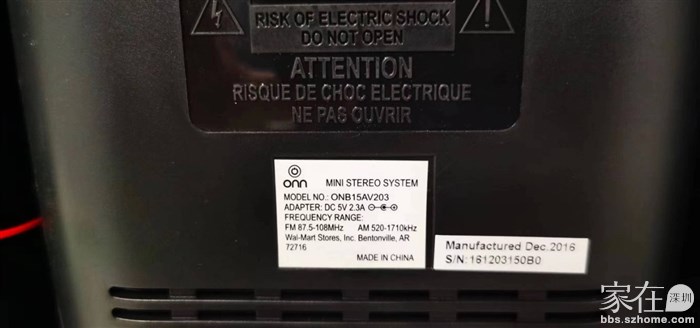 RISK OF ELECTRIC SHOCK
DO NOT OPEN
ATTENTION
RISQUE DE CHOC ELECTRIQUE
NE PAS OUVRIR
onn
MINI STEREO SYSTEM
MODEL NO.: ONB15AV203
ADAPTER: DC 5V 2.3A
FREQUENCY RANGE:
FM 87.5-108MHz AM 520-1710kHz
Wal-Mart Stores, Inc. Bentonville, AR
72716
MADE IN CHINA
Manufactured Dec.2016
S/N:161203150B0
家在深圳
bbs.szhome.com